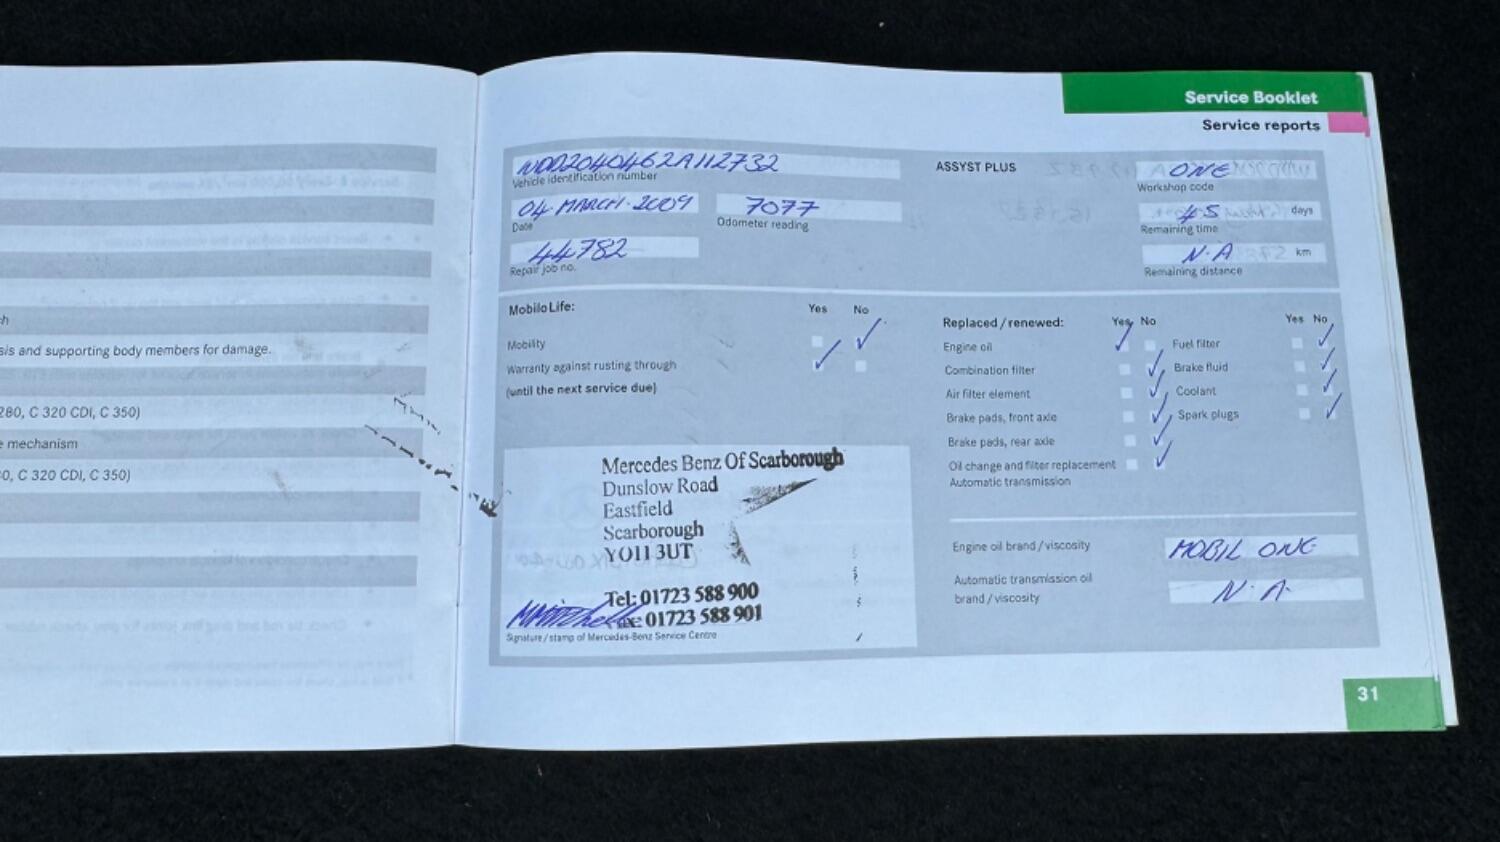 ch
sis and supporting body members for damage.
280, C 320 CDI, C 350)
e mechanism
0, C 320 CDI, C 350)
Service Booklet
Service reports
WDD2040462A112732
Vehicle identification number
04 MARCH 2009
Date
7077
Odometer reading
44782
Repair job no.
ASSYST PLUS
ONE
Workshop code
45 days
Remaining time
N.A km
Remaining distance
MobiloLife:
Yes No
Mobility
Warranty against rusting through
(until the next service due)
Replaced/renewed:
Yes No
Engine oil
Combination filter
Air filter element
Brake pads, front axle
Brake pads, rear axle
Oil change and filter replacement
Automatic transmission
Yes No
Fuel filter
Brake fluid
Coolant
Spark plugs
Mercedes Benz Of Scarborough
Dunslow Road
Eastfield
Scarborough
YO11 3UT
Tel: 01723 588 900
Fax: 01723 588 901
Signature/stamp of Mercedes-Benz Service Centre
Engine oil brand/viscosity
MOBIL ONE
Automatic transmission oil
brand/viscosity
N.A.
31